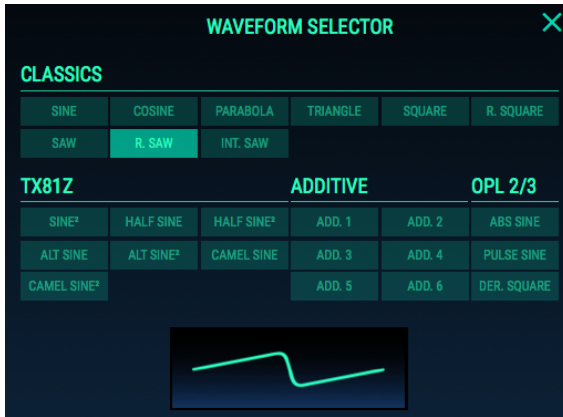 WAVEFORM SELECTOR
CLASSICS
SINE COSINE PARABOLA TRIANGLE SQUARE R. SQUARE
SAW R. SAW INT. SAW
TX81Z ADDITIVE OPL 2/3
SINE² HALF SINE HALF SINE² ADD. 1 ADD. 2 ABS SINE
ALT SINE ALT SINE² CAMEL SINE ADD. 3 ADD. 4 PULSE SINE
CAMEL SINE² ADD. 5 ADD. 6 DER. SQUARE